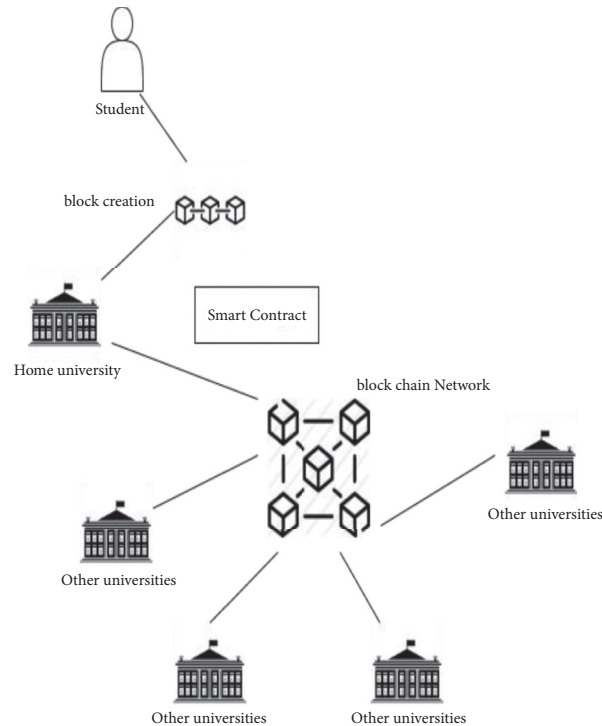 Student
block creation
Smart Contract
Home university
block chain Network
Other universities
Other universities
Other universities
Other universities